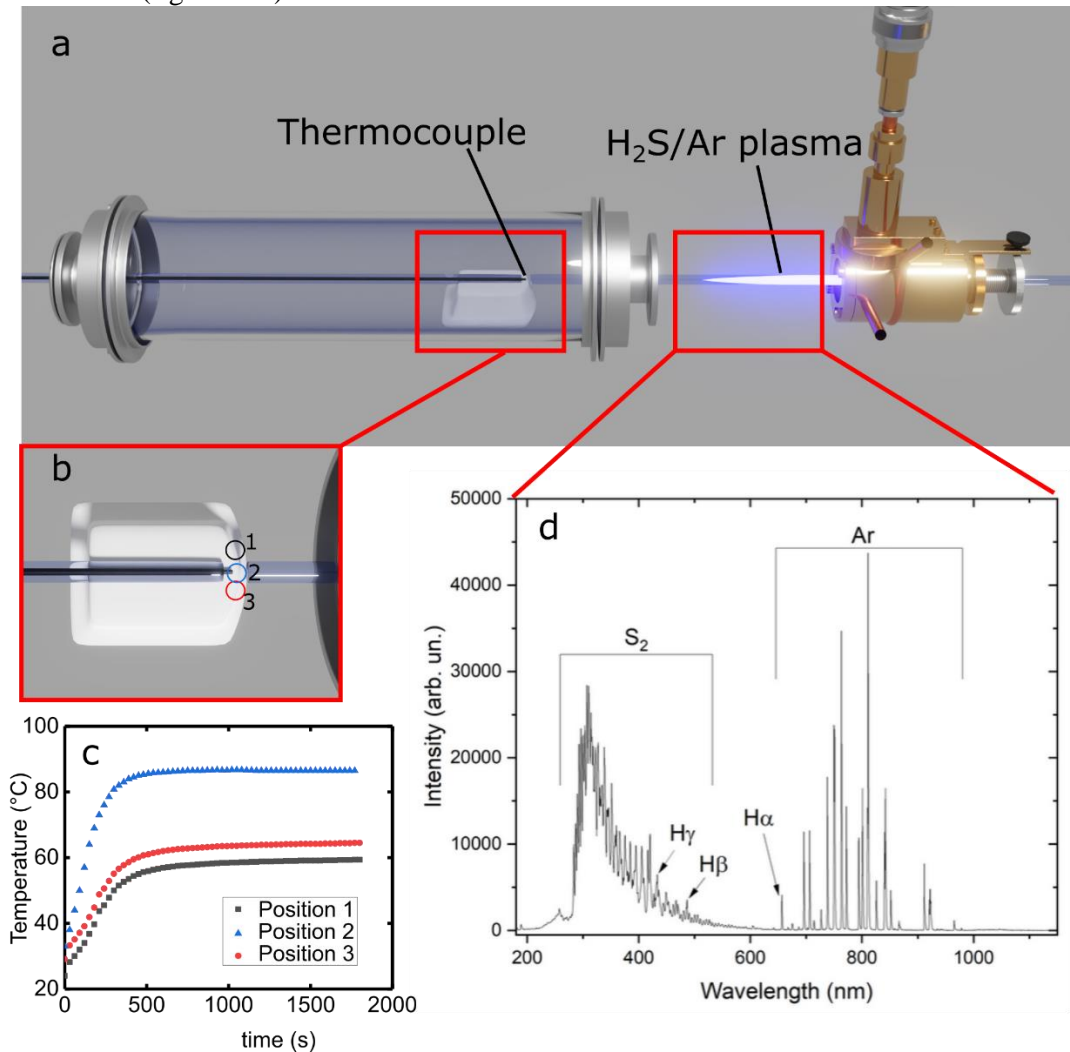 a
Thermocouple
H₂S/Ar plasma
b
1
2
3
c
100
80
60
40
20
Temperature (°C)
Position 1
Position 2
Position 3
0
500
1000
1500
2000
time (s)
d
50000
40000
30000
20000
10000
0
Intensity (arb. un.)
S₂
Ar
Hγ
Hβ
Hα
200
400
600
800
1000
Wavelength (nm)